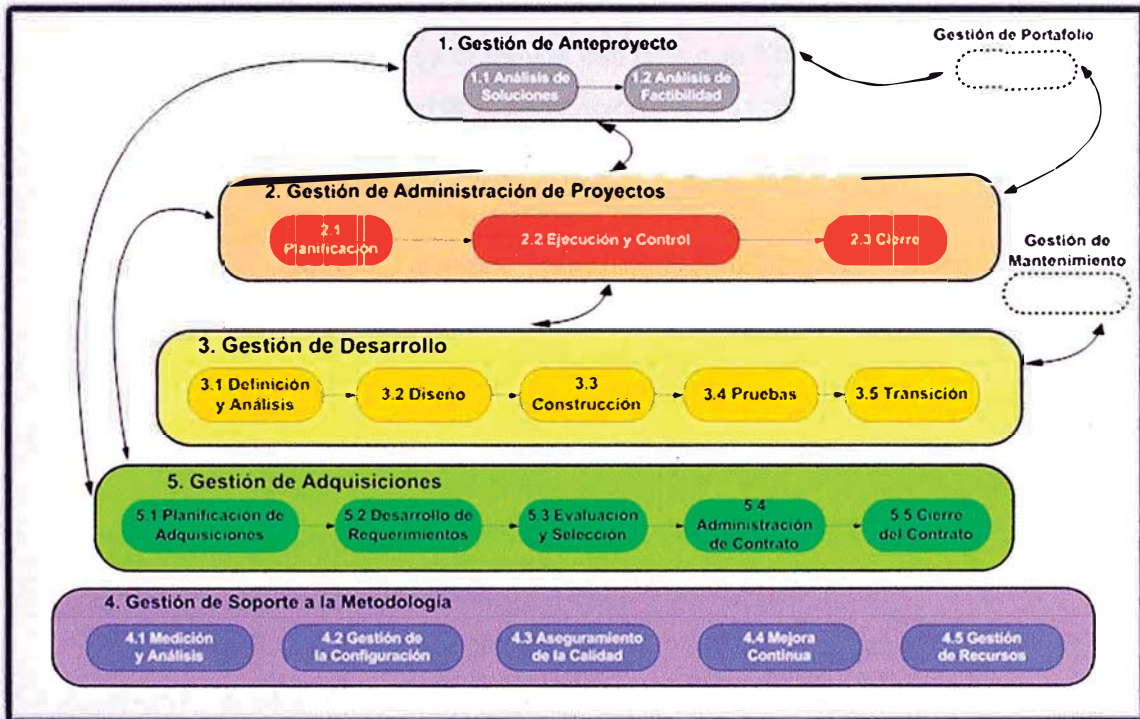 1. Gestión de Anteproyecto
Gestión de Portafolio
1.1 Análisis de
Soluciones
1.2 Análisis de
Factibilidad
2. Gestión de Administración de Proyectos
2.1
Planificación
2.2 Ejecución y Control
2.3 Cierre
Gestión de
Mantenimiento
3. Gestión de Desarrollo
3.1 Definición
y Análisis
3.2 Diseño
3.3
Construcción
3.4 Pruebas
3.5 Transición
5. Gestión de Adquisiciones
5.1 Planificación de
Adquisiciones
5.2 Desarrollo de
Requerimientos
5.3 Evaluación
y Selección
5.4
Administración
de Contrato
5.5 Cierre
del Contrato
4. Gestión de Soporte a la Metodología
4.1 Medición
y Análisis
4.2 Gestión de
la Configuración
4.3 Aseguramiento
de la Calidad
4.4 Mejora
Continua
4.5 Gestión
de Recursos